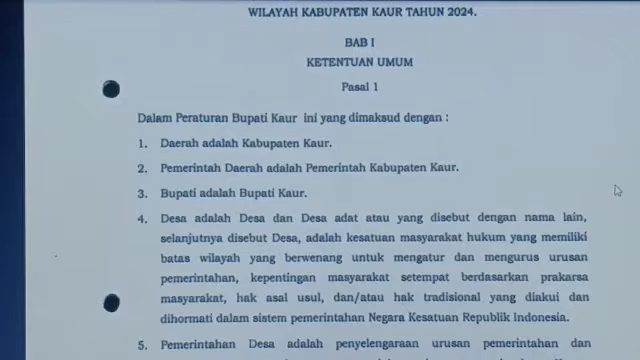 WILAYAH KABUPATEN KAUR TAHUN 2024.
BAB I
KETENTUAN UMUM
Pasal 1
Dalam Peraturan Bupati Kaur ini yang dimaksud dengan :
1. Daerah adalah Kabupaten Kaur.
2. Pemerintah Daerah adalah Pemerintah Kabupaten Kaur.
3. Bupati adalah Bupati Kaur.
4. Desa adalah Desa dan Desa adat atau yang disebut dengan nama lain,
selanjutnya disebut Desa, adalah kesatuan masyarakat hukum yang memiliki
batas wilayah yang berwenang untuk mengatur dan mengurus urusan
pemerintahan, kepentingan masyarakat setempat berdasarkan prakarsa
masyarakat, hak asal usul, dan/atau hak tradisional yang diakui dan
dihormati dalam sistem pemerintahan Negara Kesatuan Republik Indonesia.
5. Pemerintahan Desa adalah penyelengaraan urusan pemerintahan dan